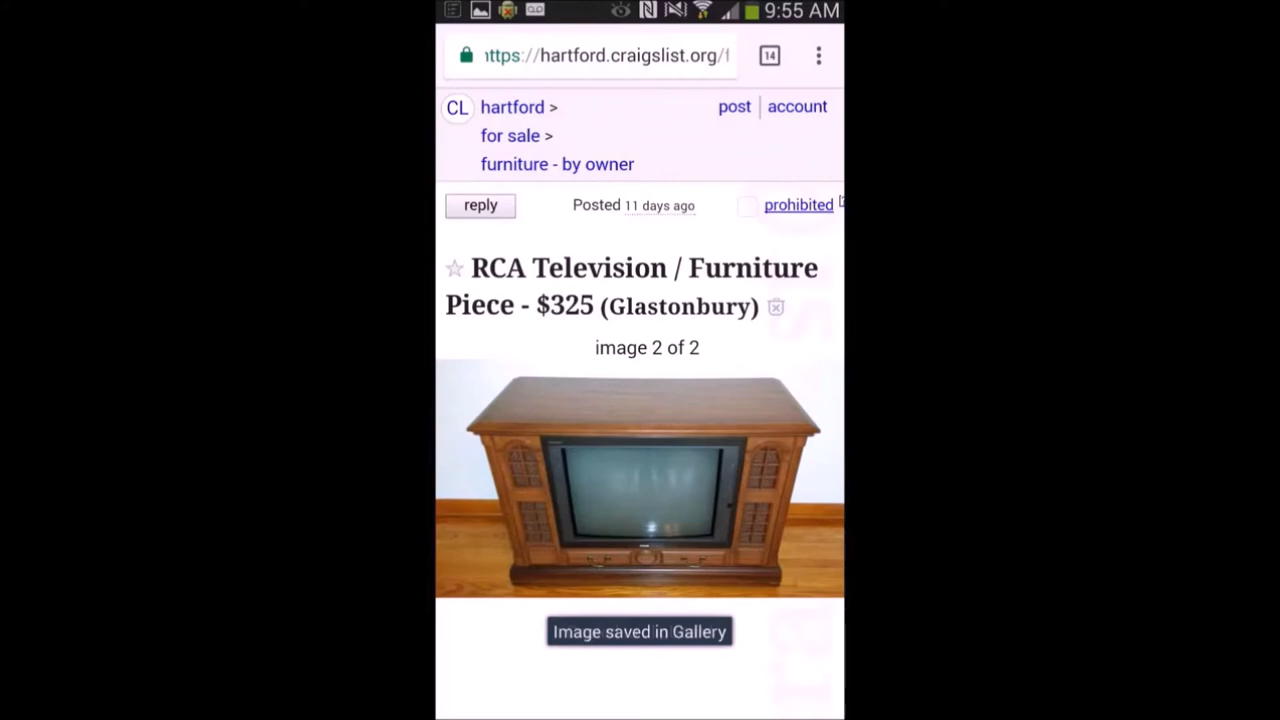 9:55 AM
ttps://hartford.craigslist.org/f
14
CL hartford > post account
for sale >
furniture - by owner
reply Posted 11 days ago prohibited
RCA Television / Furniture
Piece - $325 (Glastonbury)
image 2 of 2
Image saved in Gallery